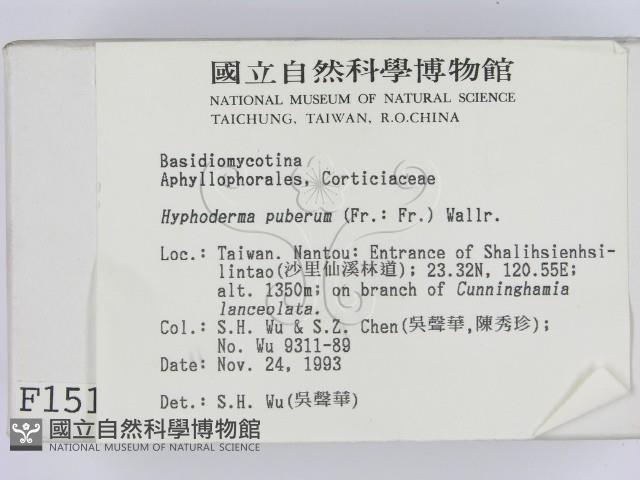 國立自然科學博物館
NATIONAL MUSEUM OF NATURAL SCIENCE
TAICHUNG, TAIWAN, R.O.CHINA
Basidiomycotina
Aphyllophorales, Corticiaceae
Hyphoderma puberum (Fr.: Fr.) Wallr.
Loc.: Taiwan. Nantou: Entrance of Shalihsienhsi-
lintao(沙里仙溪林道); 23.32N, 120.55E;
alt. 1350m; on branch of Cunninghamia
lanceolata.
Col.: S.H. Wu & S.Z. Chen(吳聲華,陳秀珍);
No. Wu 9311-89
Date: Nov. 24, 1993
Det.: S.H. Wu(吳聲華)
F151
國立自然科學博物館
NATIONAL MUSEUM OF NATURAL SCIENCE